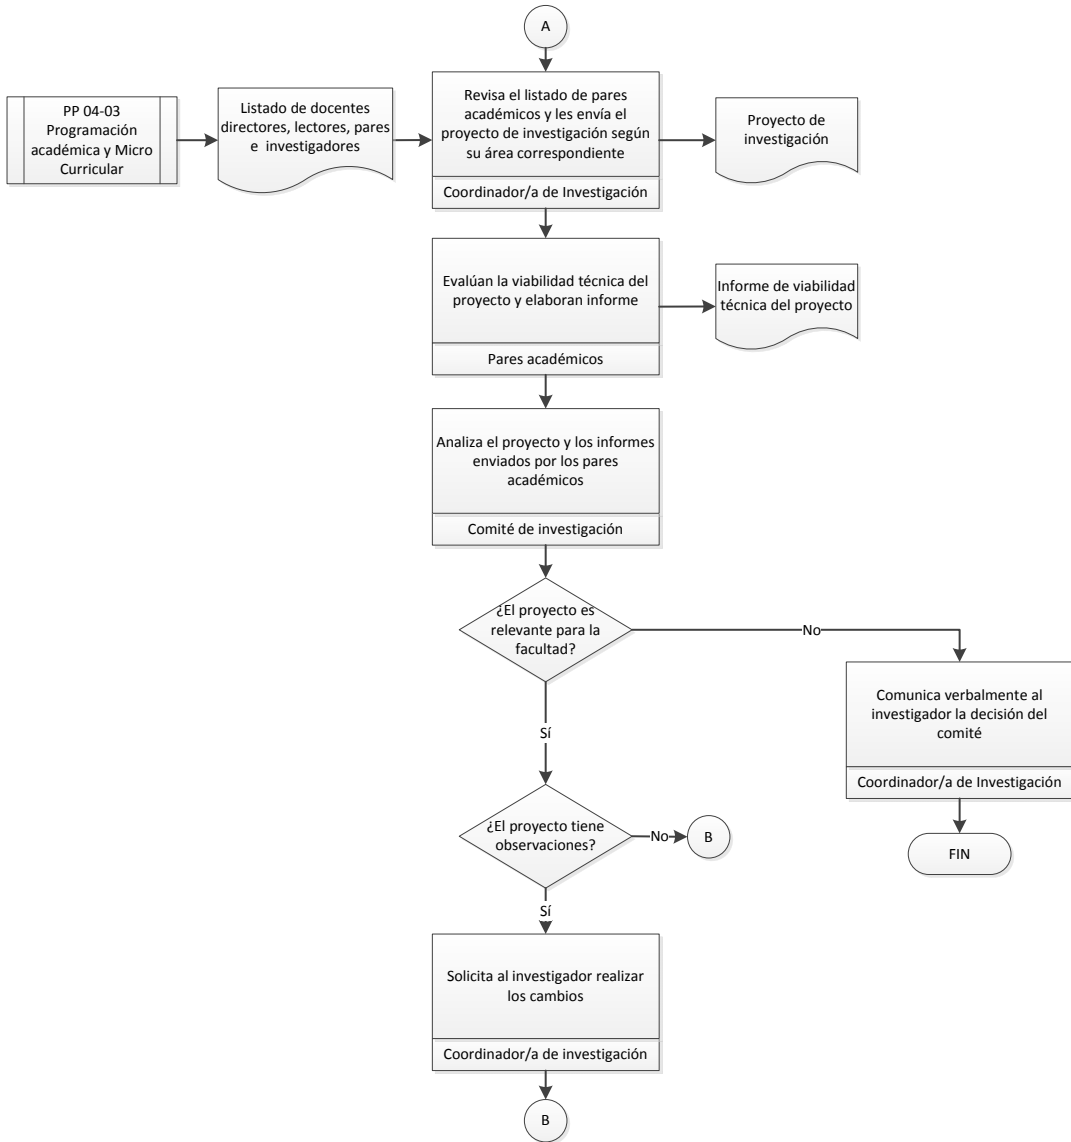 A
PP 04-03
Programación
académica y Micro
Curricular
Listado de docentes
directores, lectores, pares
e investigadores
Revisa el listado de pares
académicos y les envía el
proyecto de investigación según
su área correspondiente
Coordinador/a de Investigación
Proyecto de
investigación
Evalúan la viabilidad técnica del
proyecto y elaboran informe
Pares académicos
Informe de viabilidad
técnica del proyecto
Analiza el proyecto y los informes
enviados por los pares
académicos
Comité de investigación
¿El proyecto es
relevante para la
facultad?
No
Comunica verbalmente al
investigador la decisión del
comité
Coordinador/a de Investigación
FIN
Sí
¿El proyecto tiene
observaciones?
No
B
Sí
Solicita al investigador realizar
los cambios
Coordinador/a de investigación
B